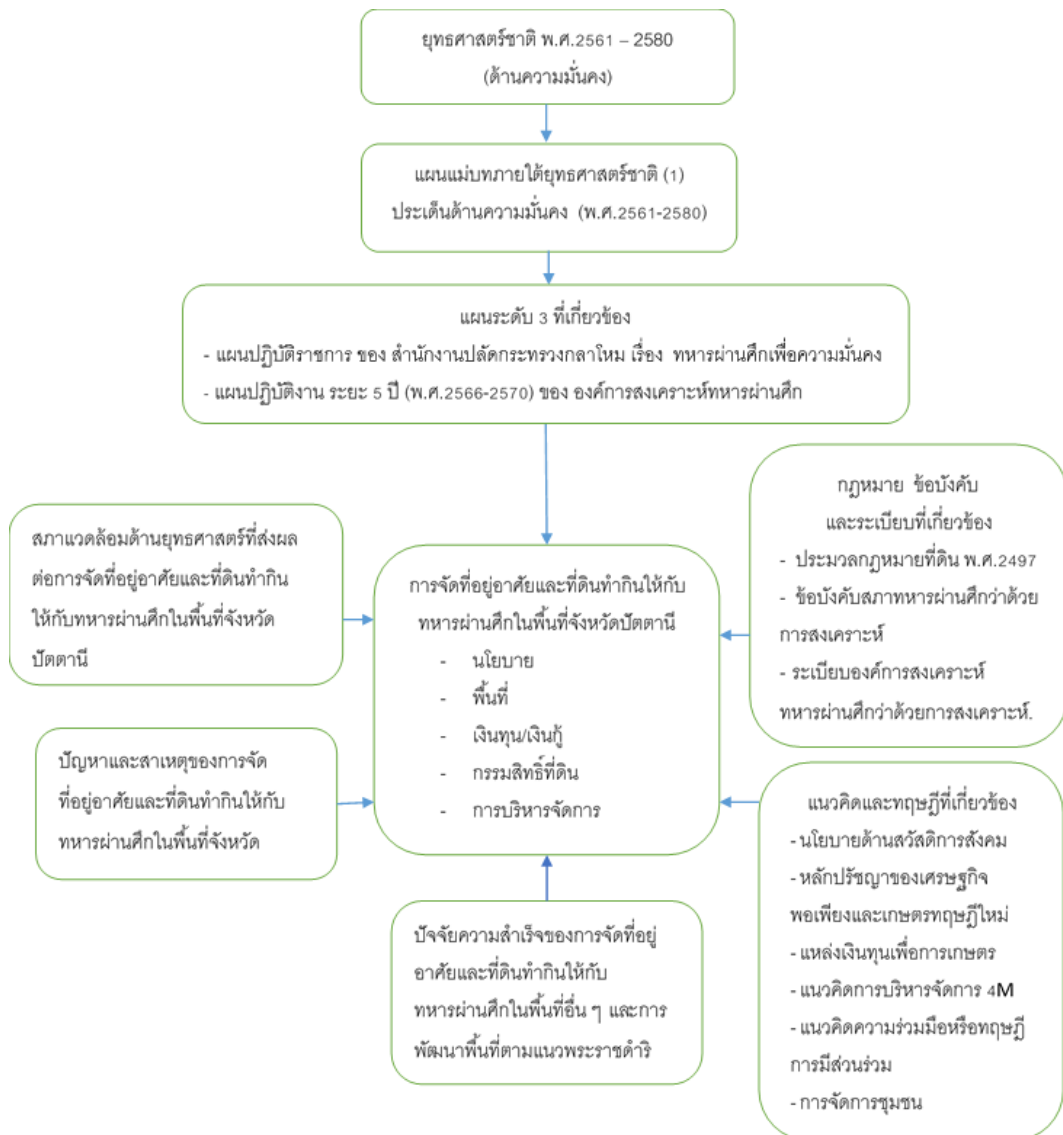 ยุทธศาสตร์ชาติ พ.ศ.2561 – 2580
(ด้านความมั่นคง)
แผนแม่บทภายใต้ยุทธศาสตร์ชาติ (1)
ประเด็นด้านความมั่นคง (พ.ศ.2561-2580)
แผนระดับ 3 ที่เกี่ยวข้อง
- แผนปฏิบัติราชการ ของ สำนักงานปลัดกระทรวงกลาโหม เรื่อง ทหารผ่านศึกเพื่อความมั่นคง
- แผนปฏิบัติงาน ระยะ 5 ปี (พ.ศ.2566-2570) ของ องค์การสงเคราะห์ทหารผ่านศึก
สภาแวดล้อมด้านยุทธศาสตร์ที่ส่งผล
ต่อการจัดที่อยู่อาศัยและที่ดินทำกิน
ให้กับทหารผ่านศึกในพื้นที่จังหวัด
ปัตตานี
ปัญหาและสาเหตุของการจัด
ที่อยู่อาศัยและที่ดินทำกินให้กับ
ทหารผ่านศึกในพื้นที่จังหวัด
การจัดที่อยู่อาศัยและที่ดินทำกินให้กับ
ทหารผ่านศึกในพื้นที่จังหวัดปัตตานี
- นโยบาย
- พื้นที่
- เงินทุน/เงินกู้
- กรรมสิทธิ์ที่ดิน
- การบริหารจัดการ
กฎหมาย ข้อบังคับ
และระเบียบที่เกี่ยวข้อง
- ประมวลกฎหมายที่ดิน พ.ศ.2497
- ข้อบังคับสภาทหารผ่านศึกว่าด้วย
การสงเคราะห์
- ระเบียบองค์การสงเคราะห์
ทหารผ่านศึกว่าด้วยการสงเคราะห์.
แนวคิดและทฤษฎีที่เกี่ยวข้อง
- นโยบายด้านสวัสดิการสังคม
- หลักปรัชญาของเศรษฐกิจ
พอเพียงและเกษตรทฤษฎีใหม่
- แหล่งเงินทุนเพื่อการเกษตร
- แนวคิดการบริหารจัดการ 4M
- แนวคิดความร่วมมือหรือทฤษฎี
การมีส่วนร่วม
- การจัดการชุมชน
ปัจจัยความสำเร็จของการจัดที่อยู่
อาศัยและที่ดินทำกินให้กับ
ทหารผ่านศึกในพื้นที่อื่น ๆ และการ
พัฒนาพื้นที่ตามแนวพระราชดำริ